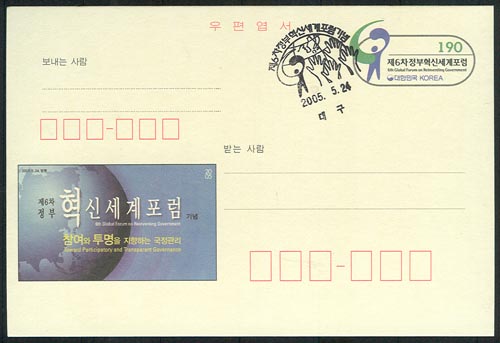 우편엽서
190
제6차정부혁신세계포럼
6th Global Forum on Reinventing Government
대한민국 KOREA
제6차정부혁신세계포럼기념
2005. 5. 24
대구
보내는 사람
받는 사람
제6차
정부
혁신세계포럼 기념
6th Global Forum on Reinventing Government
참여와 투명을 지향하는 국정관리
Toward Participatory and Transparent Governance